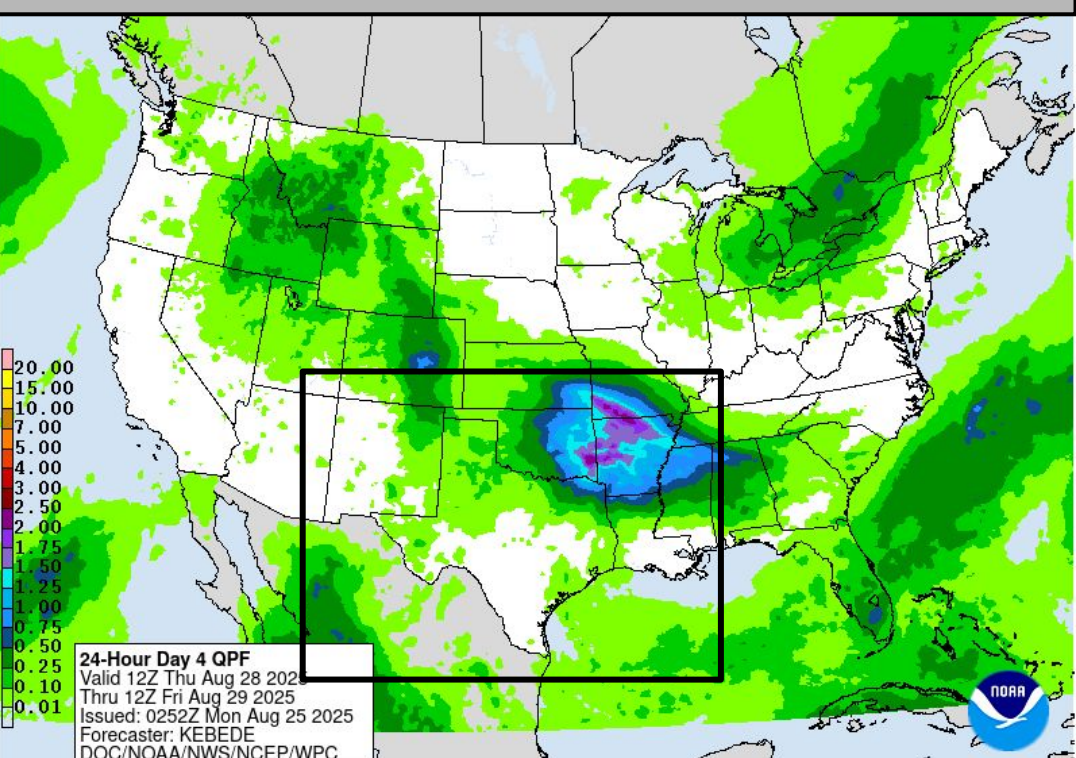 20.00
15.00
10.00
7.00
5.00
4.00
3.00
2.50
2.00
1.75
1.50
1.25
1.00
0.75
0.50
0.25
0.10
0.01
24-Hour Day 4 QPF
Valid 12Z Thu Aug 28 2025
Thru 12Z Fri Aug 29 2025
Issued: 0252Z Mon Aug 25 2025
Forecaster: KEBEDE
DOC/NOAA/NWS/NCEP/WPC
NOAA